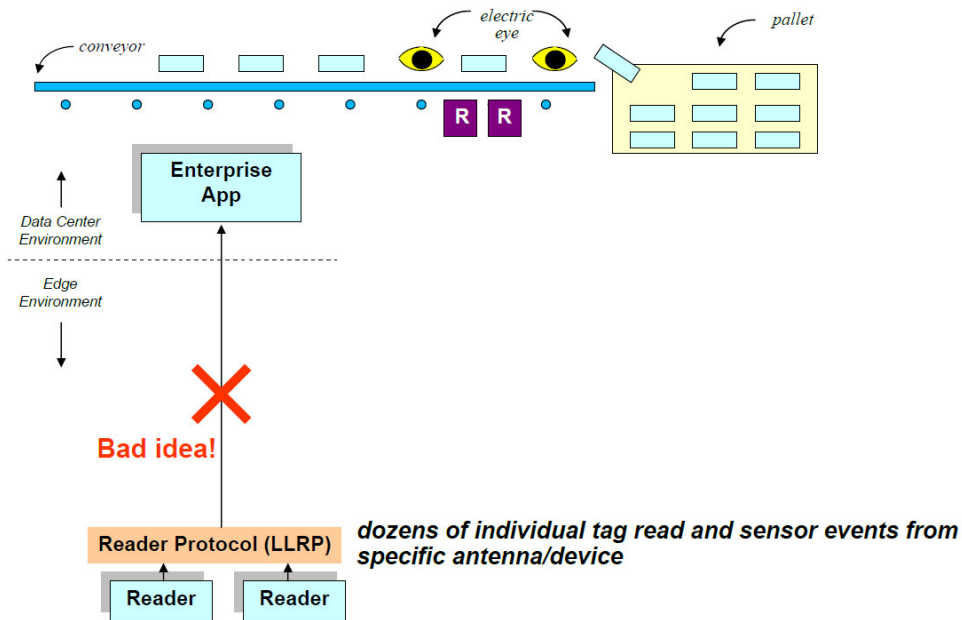 electric
eye
pallet
conveyor
R R
Enterprise
App
Data Center
Environment
Edge
Environment
Bad idea!
Reader Protocol (LLRP)
dozens of individual tag read and sensor events from
specific antenna/device
Reader Reader